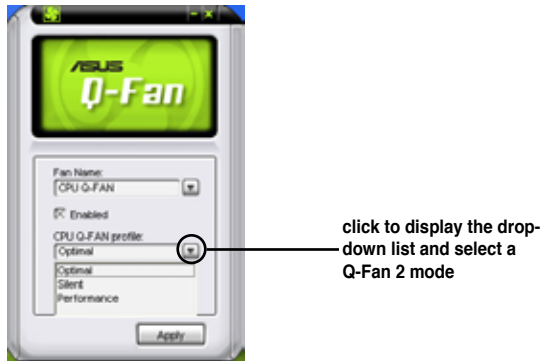 ASUS
Q-Fan
Fan Name:
CPU Q-FAN
Enabled
CPU Q-FAN profile:
Optimal
Optimal
Silent
Performance
Apply
click to display the drop-
down list and select a
Q-Fan 2 mode